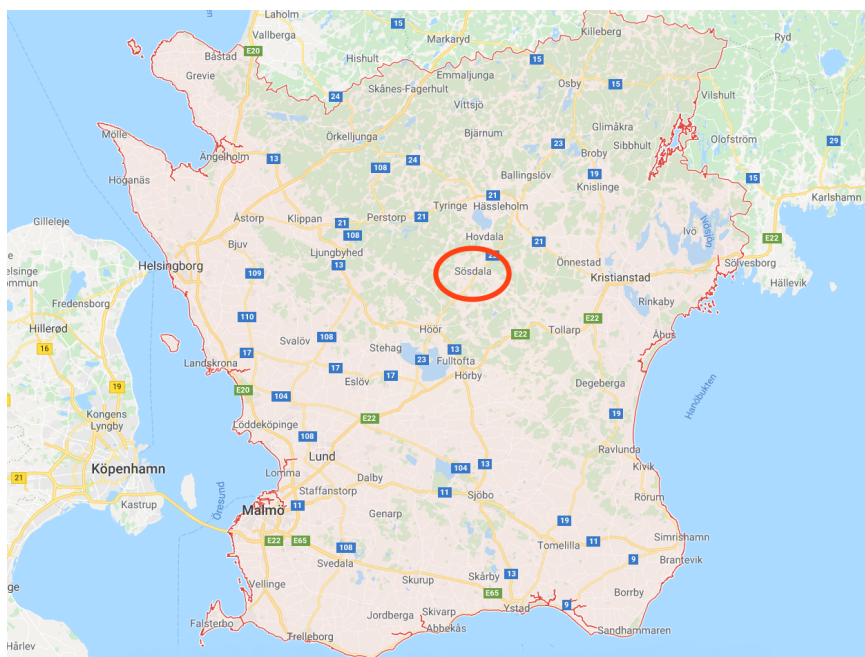 Laholm
Vallberga
E20
15
Markaryd
Killeberg
15
Ryd
Båstad
Hishult
15
Grevie
Emmaljunga
Osby
15
Skånes-Fagerhult
24
Vittsjö
Vilshult
Mölle
Örkelljunga
Bjärnum
Glimåkra
Sibbhult
Olofström
29
Ängelholm
13
108
24
23
Broby
Ballingslöv
19
15
Höganäs
Knislinge
Karlshamn
21
Tyringe
Hässleholm
Åstorp
Klippan
21
Perstorp
21
Gilleleje
108
Hovdala
21
Ivö
Ivösjön
E22
Bjuv
Ljungbyhed
Helsingborg
13
Sösdala
Önnestad
Sölvesborg
109
Kristianstad
Hällevik
Fredensborg
Rinkaby
Hillerød
110
Höör
Tollarp
E22
Åhus
16
Svalöv
108
E22
Stehag
13
Landskrona
17
23
Fulltofta
17
17
Hörby
19
Eslöv
Degeberga
E20
104
Hanöbukten
Kongens
Lyngby
E22
19
Löddeköpinge
108
Ravlunda
Lund
Köpenhamn
Lomma
104
13
Kivik
21
Dalby
Staffanstorp
11
Sjöbo
Rörum
Kastrup
Öresund
11
Malmö
Genarp
19
E22
E65
108
Tomelilla
11
Simrishamn
Svedala
9
Brantevik
Vellinge
Skurup
Skårby
13
E65
Borrby
Falsterbo
Jordberga
Skivarp
Ystad
9
Abbekås
Trelleborg
Sandhammaren
Hårlev